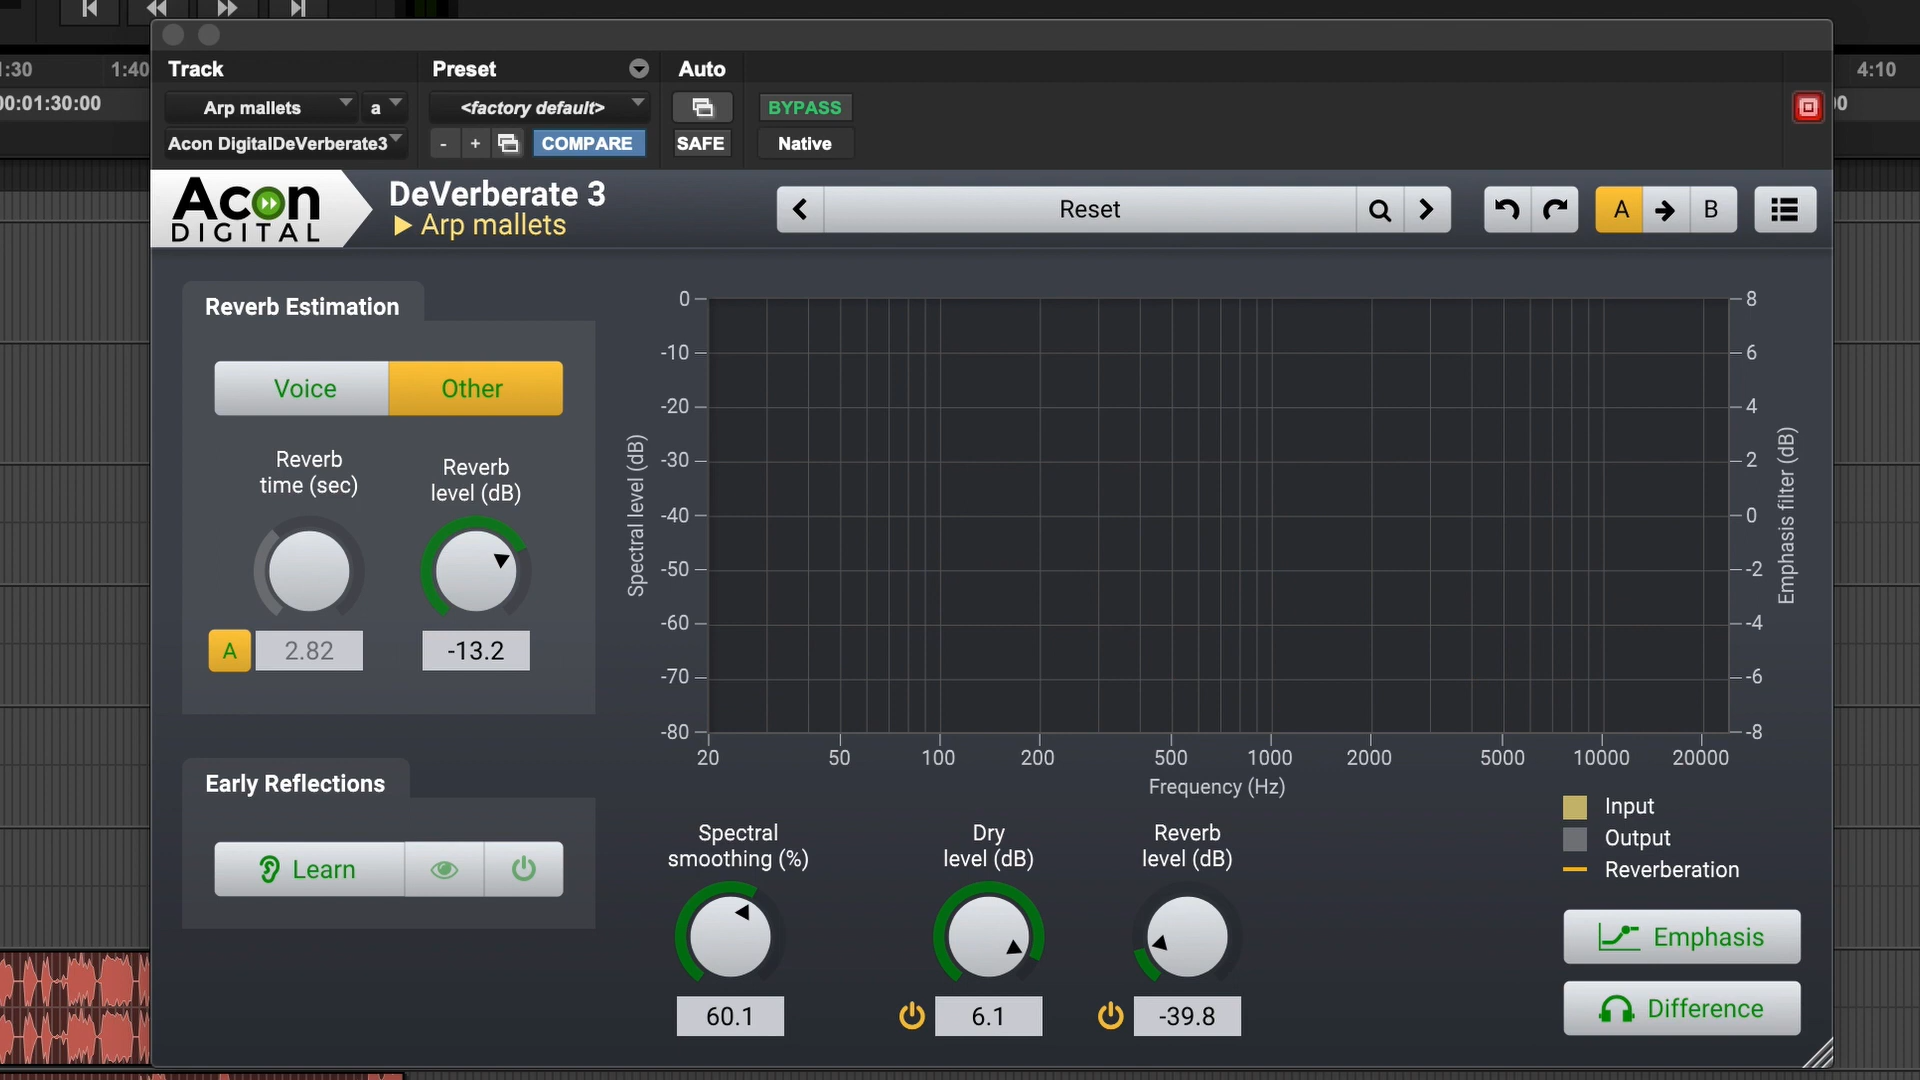 :30
1:40
4:10
00:01:30:00
Track
Preset
Auto
Arp mallets
a
<factory default>
BYPASS
Acon DigitalDeVerberate3
-
+
COMPARE
SAFE
Native
Acon
DIGITAL
DeVerberate 3
Arp mallets
Reset
A
B
Reverb Estimation
Voice
Other
Reverb
time (sec)
Reverb
level (dB)
A
2.82
-13.2
Early Reflections
Learn
Spectral level (dB)
0
-10
-20
-30
-40
-50
-60
-70
-80
8
6
4
2
0
-2
-4
-6
-8
Emphasis filter (dB)
20 50 100 200 500 1000 2000 5000 10000 20000
Frequency (Hz)
Spectral
smoothing (%)
60.1
Dry
level (dB)
6.1
Reverb
level (dB)
-39.8
Input
Output
Reverberation
Emphasis
Difference